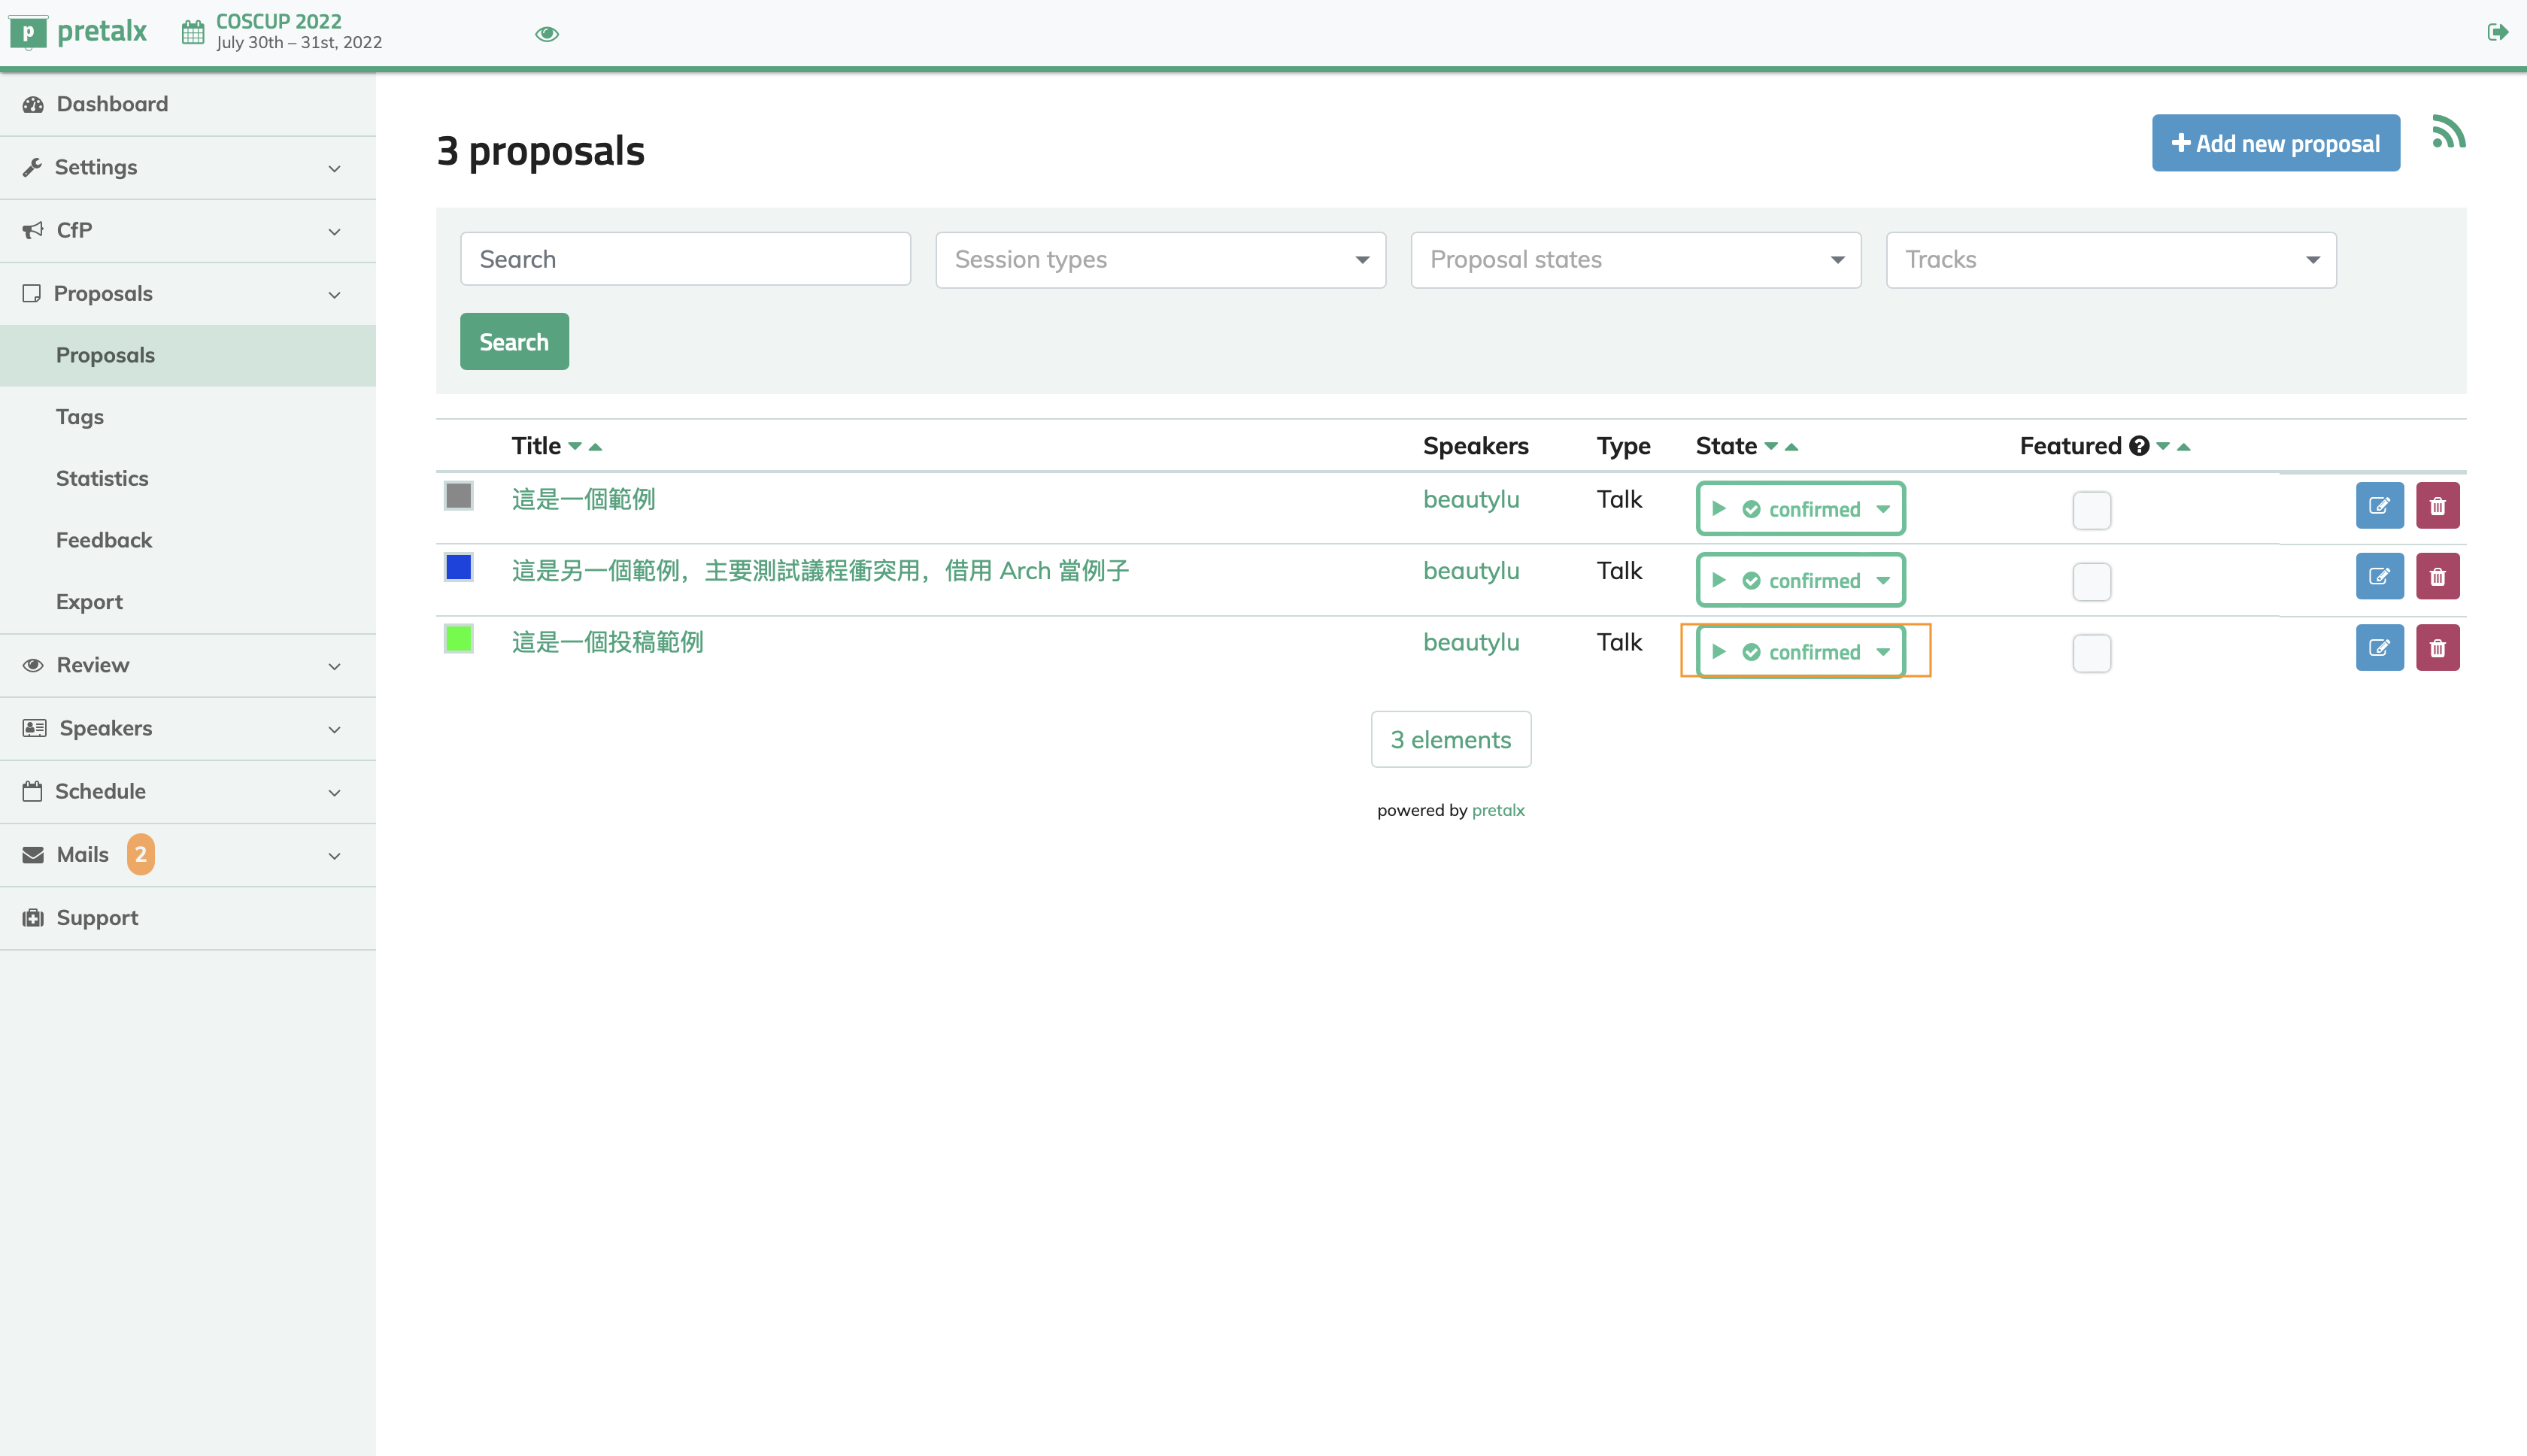 p pretalx
COSCUP 2022
July 30th – 31st, 2022
Dashboard
Settings
CfP
Proposals
Proposals
Tags
Statistics
Feedback
Export
Review
Speakers
Schedule
Mails 2
Support
3 proposals
Add new proposal
Search
Session types
Proposal states
Tracks
Search
Title Speakers Type State Featured ?
這是一個範例 beautylu Talk confirmed
這是另一個範例，主要測試議程衝突用，借用 Arch 當例子 beautylu Talk confirmed
這是一個投稿範例 beautylu Talk confirmed
3 elements
powered by pretalx